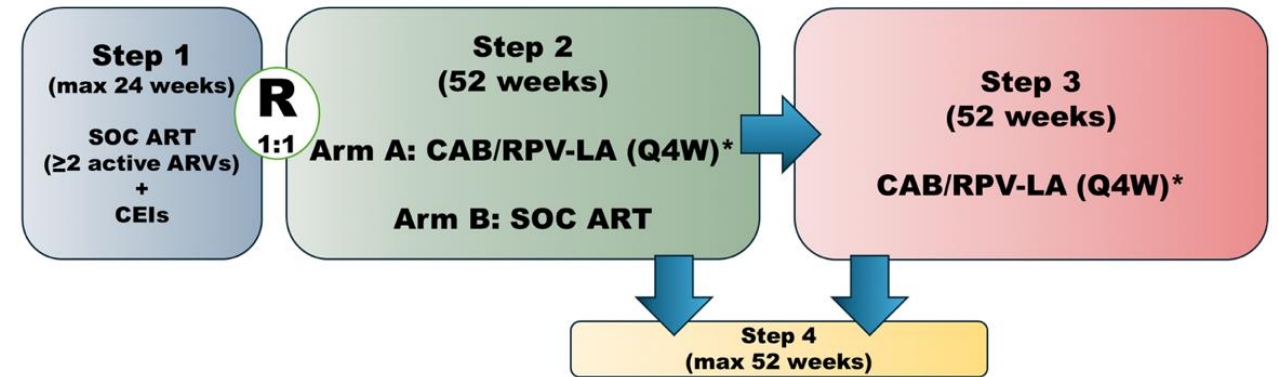 Step 1
(max 24 weeks)
SOC ART
(≥2 active ARVs)
+
CEIs
R
1:1
Step 2
(52 weeks)
Arm A: CAB/RPV-LA (Q4W)*
Arm B: SOC ART
Step 3
(52 weeks)
CAB/RPV-LA (Q4W)*
Step 4
(max 52 weeks)